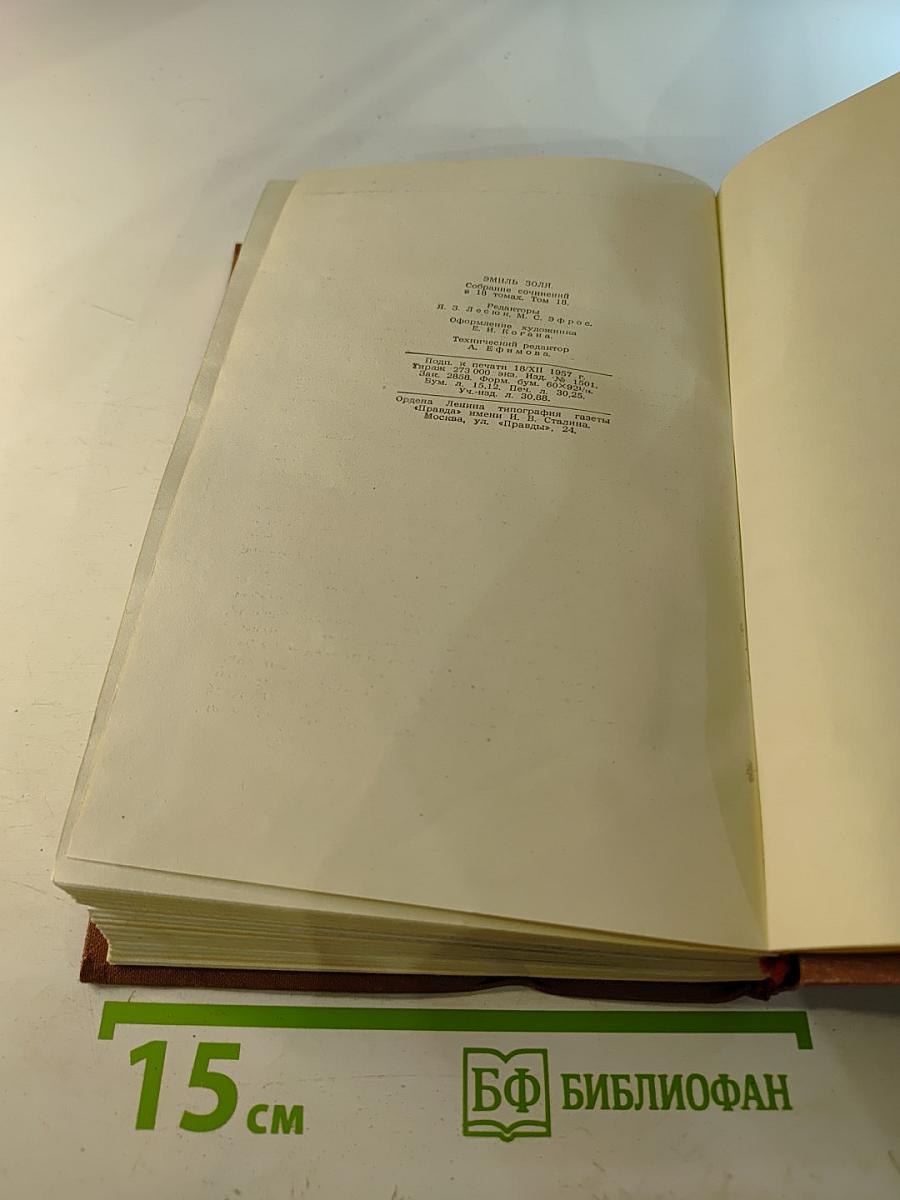 ЭМИЛЬ ЗОЛЯ.
Собрание сочинений
в 18 томах. Том 18.
Редакторы
Я. З. Лесюк, М. С. Эфрос.
Оформление художника
Е. И. Когана.
Технический редактор
А. Ефимова.
Подп. к печати 18/XII 1957 г.
Тираж 273 000 экз. Изд. № 1501.
Зак. 2858. Форм. бум. 60×92 1/16.
Бум. л. 15,12. Печ. л. 30,25.
Уч.-изд. л. 30,88.
Ордена Ленина типография газеты
«Правда» имени И. В. Сталина.
Москва, ул. «Правды», 24.
15 см
БФ БИБЛИОФАН